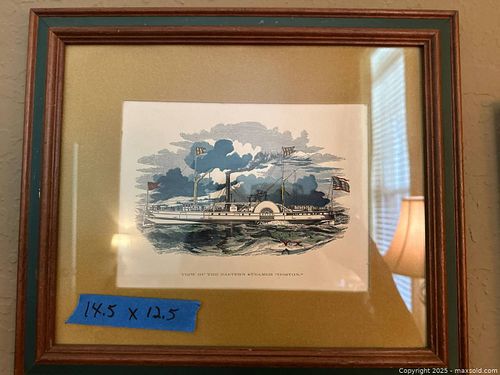 VIEW OF THE EASTERN STEAMER "BOSTON."
14.5 x 12.5
Copyright 2025 - maxsold.com